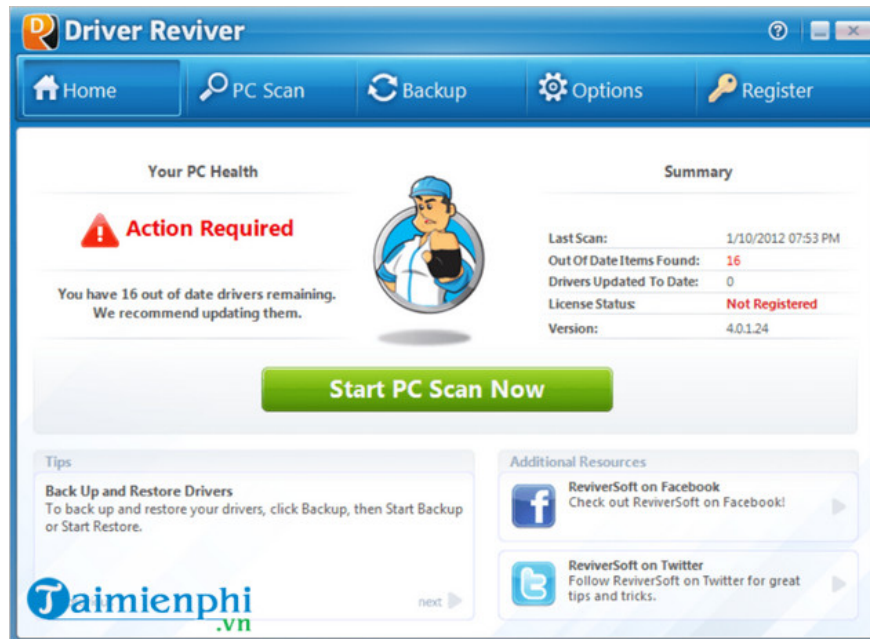 Driver Reviver
Home
PC Scan
Backup
Options
Register
Your PC Health
Action Required
You have 16 out of date drivers remaining.
We recommend updating them.
Summary
Last Scan: 1/10/2012 07:53 PM
Out Of Date Items Found: 16
Drivers Updated To Date: 0
License Status: Not Registered
Version: 4.0.1.24
Start PC Scan Now
Tips
Back Up and Restore Drivers
To back up and restore your drivers, click Backup, then Start Backup
or Start Restore.
next
Additional Resources
ReviverSoft on Facebook
Check out ReviverSoft on Facebook!
ReviverSoft on Twitter
Follow ReviverSoft on Twitter for great
tips and tricks.
Taimienphi
.vn